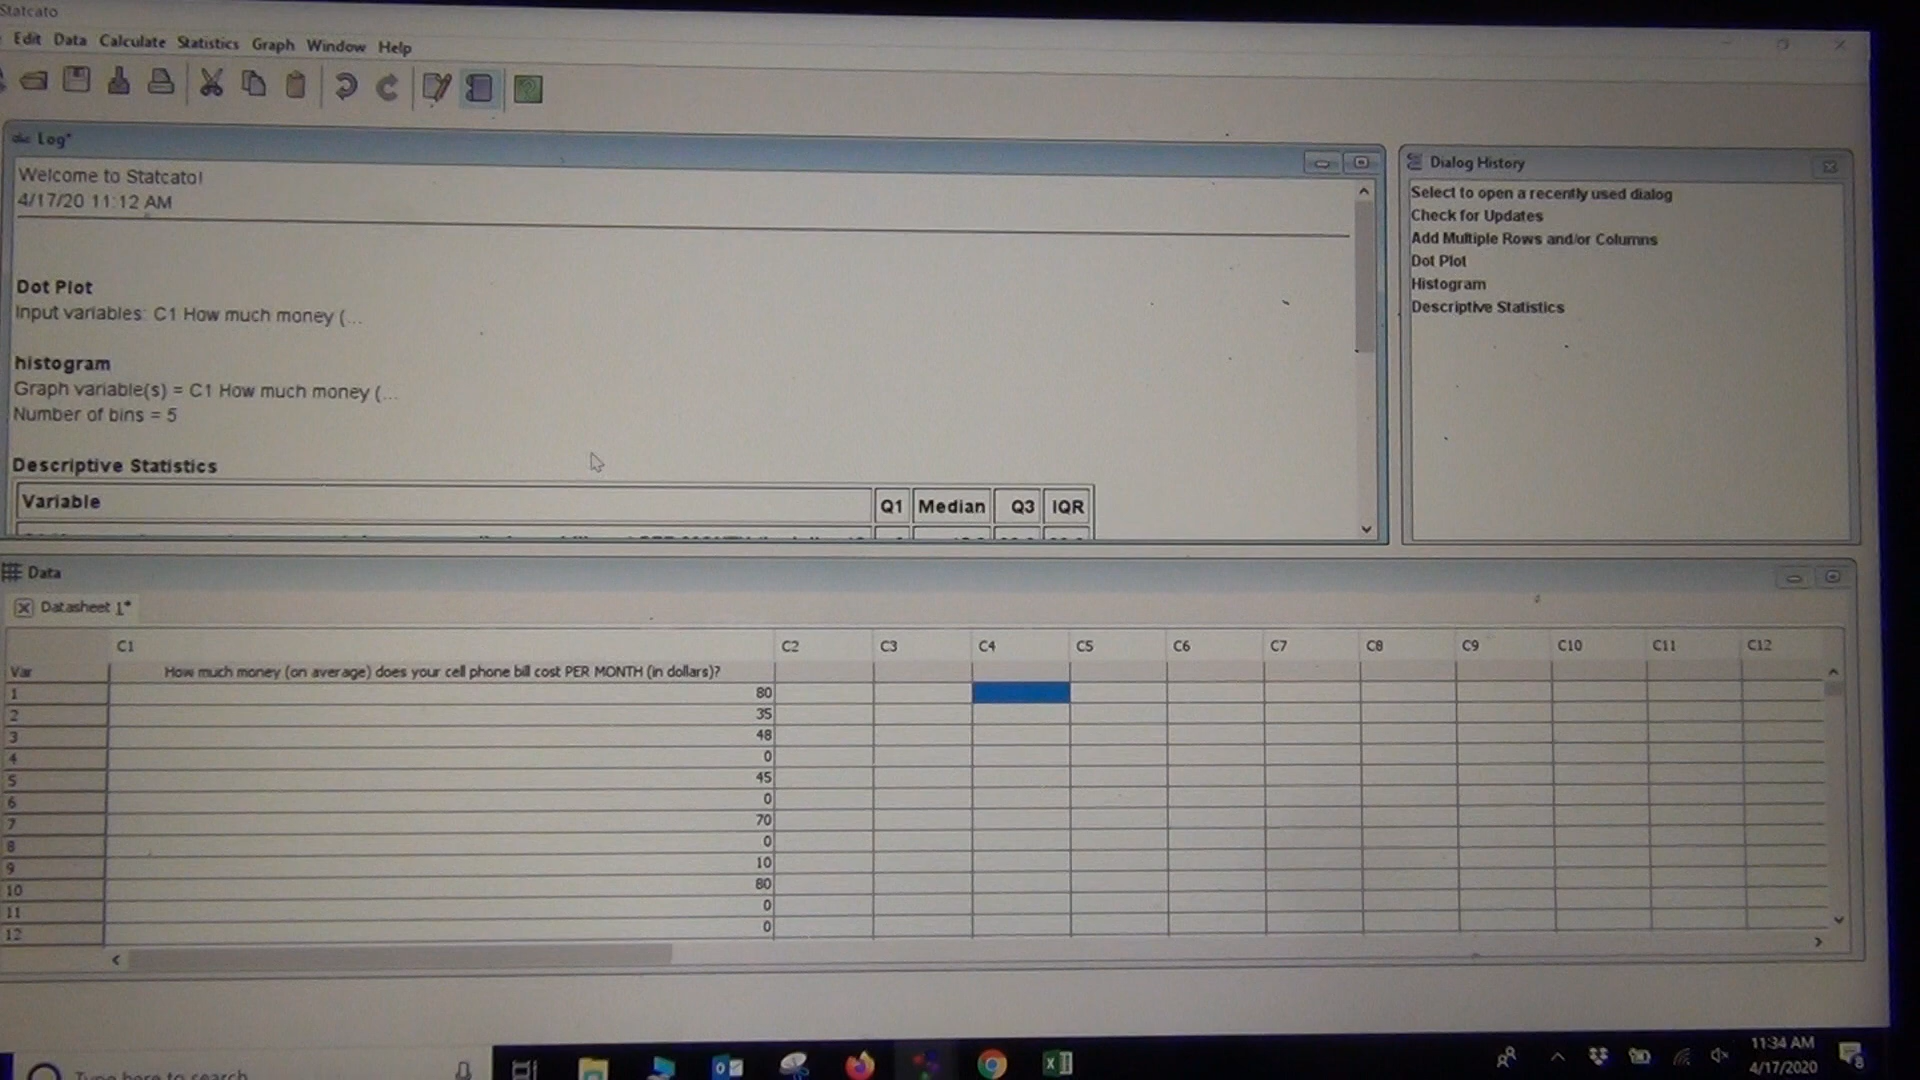 Statcato
Edit Data Calculate Statistics Graph Window Help
Log*
Welcome to Statcato!
4/17/20 11:12 AM
Dot Plot
Input variables: C1 How much money (...
histogram
Graph variable(s) = C1 How much money (...
Number of bins = 5
Descriptive Statistics
Variable Q1 Median Q3 IQR
Dialog History
Select to open a recently used dialog
Check for Updates
Add Multiple Rows and/or Columns
Dot Plot
Histogram
Descriptive Statistics
Data
Datasheet 1*
C1 C2 C3 C4 C5 C6 C7 C8 C9 C10 C11 C12
Var How much money (on average) does your cell phone bill cost PER MONTH (in dollars)?
1 80
2 35
3 48
4 0
5 45
6 0
7 70
8 0
9 10
10 80
11 0
12 0
Type here to search
11:34 AM
4/17/2020